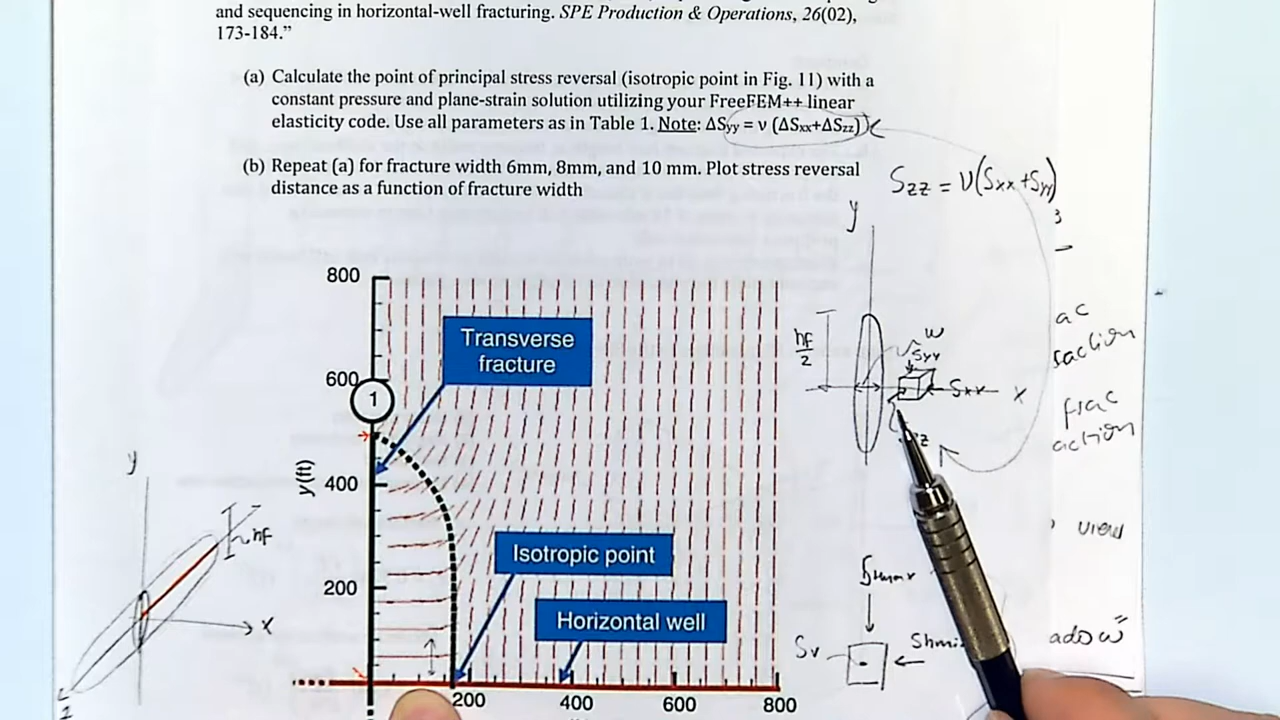 and sequencing in horizontal-well fracturing. SPE Production & Operations, 26(02),
173-184.”
(a) Calculate the point of principal stress reversal (isotropic point in Fig. 11) with a
constant pressure and plane-strain solution utilizing your FreeFEM++ linear
elasticity code. Use all parameters as in Table 1. Note: ΔSyy = ν (ΔSxx+ΔSzz)
(b) Repeat (a) for fracture width 6mm, 8mm, and 10 mm. Plot stress reversal
distance as a function of fracture width
Szz = ν(Sxx+Syy)
y
hf
2
w
Syy
Sxx
x
z
ac
action
frac
action
view
adow"
SHmax
Sv
Shmi
800
600
400
200
y(ft)
1
Transverse
fracture
Isotropic point
Horizontal well
200
400
600
800
y
hf
x
z